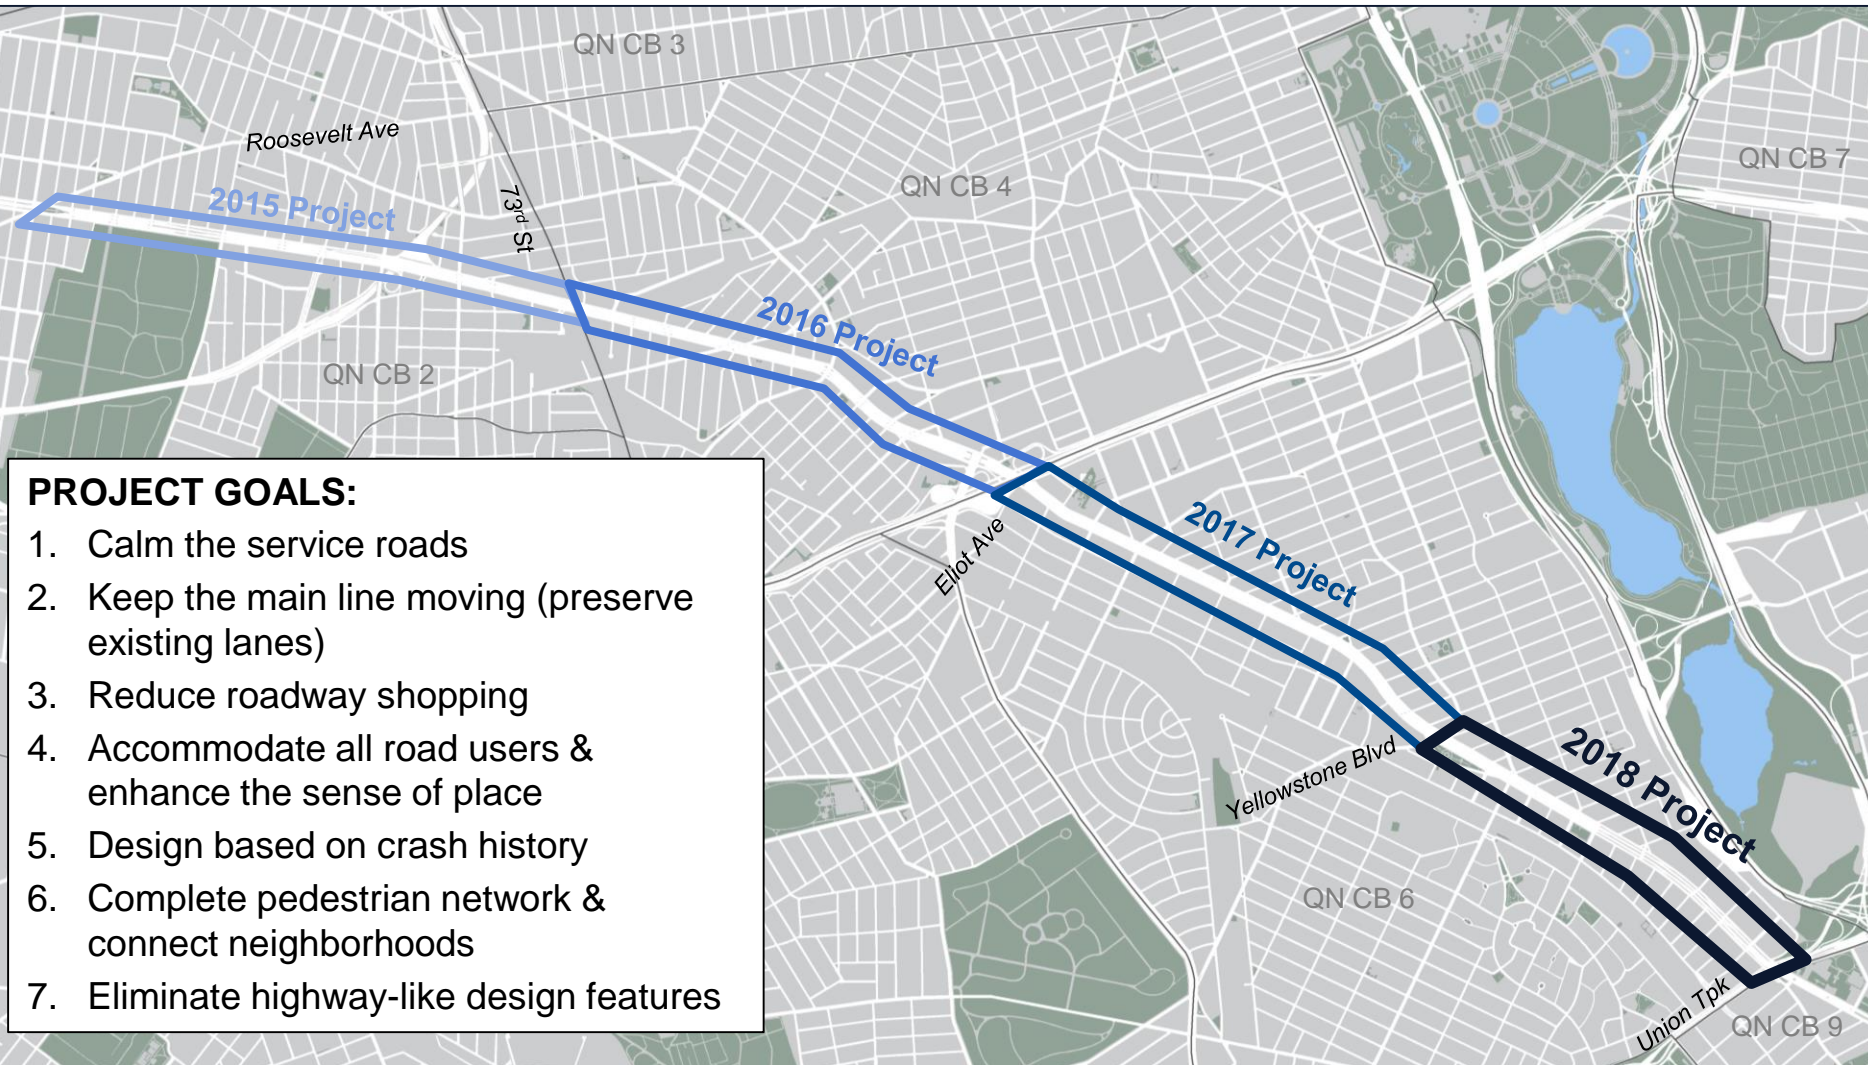 QN CB 3
Roosevelt Ave
QN CB 7
QN CB 4
2015 Project
73rd St
2016 Project
QN CB 2
PROJECT GOALS:
1. Calm the service roads
2. Keep the main line moving (preserve
existing lanes)
3. Reduce roadway shopping
4. Accommodate all road users &
enhance the sense of place
5. Design based on crash history
6. Complete pedestrian network &
connect neighborhoods
7. Eliminate highway-like design features
Eliot Ave
2017 Project
Yellowstone Blvd
2018 Project
QN CB 6
Union Tpk
QN CB 9